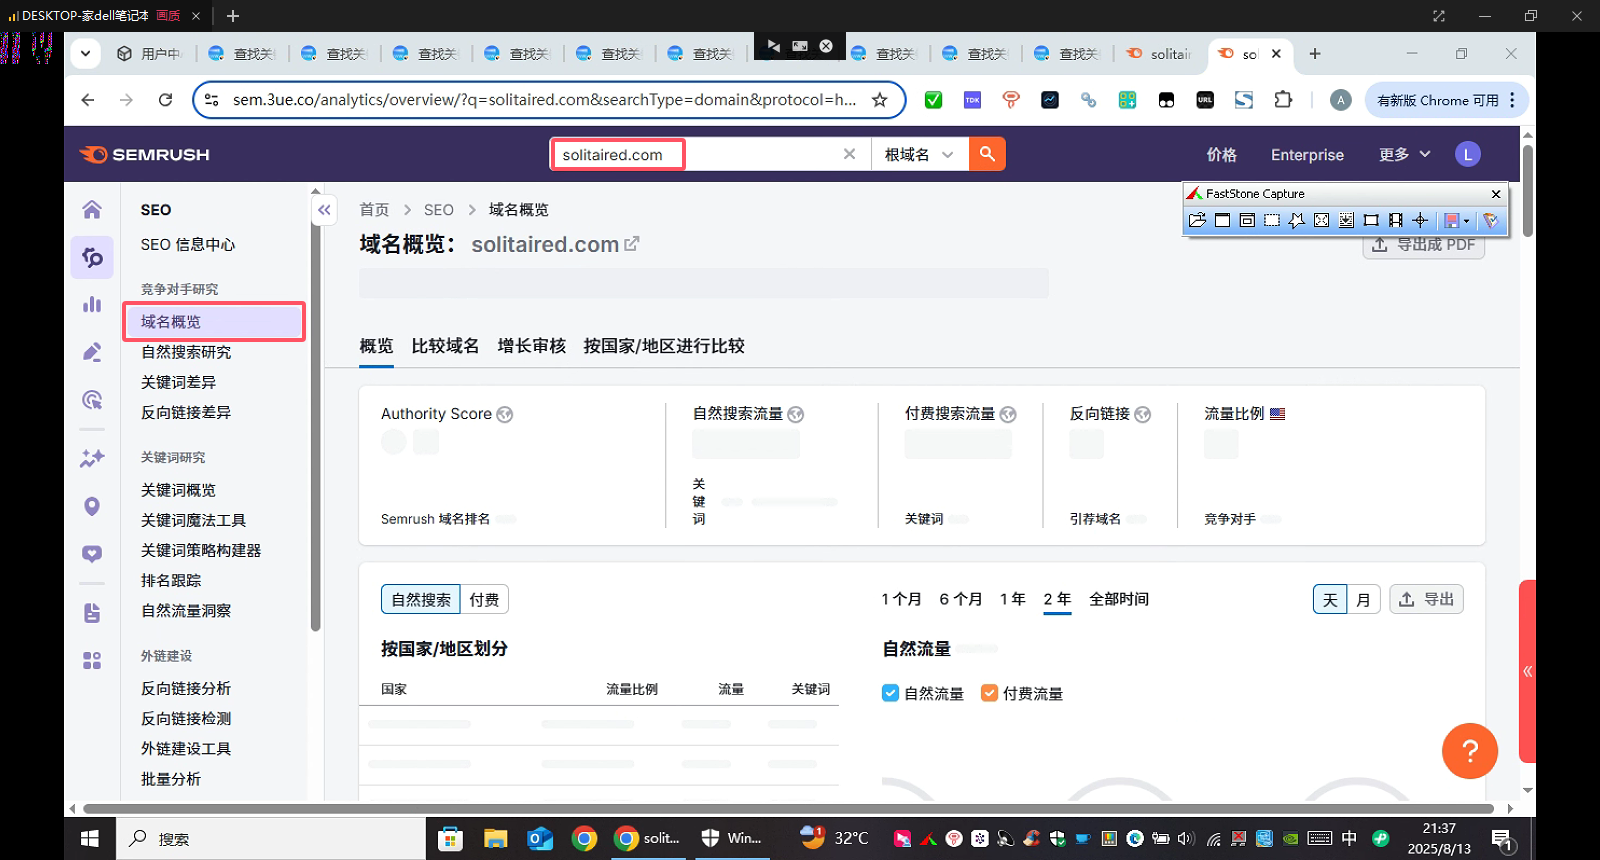 DESKTOP-家dell笔记本 画质
用户中心
查找关
查找关
查找关
查找关
查找关
查找关
查找关
查找关
查找关
solitair
so
sem.3ue.co/analytics/overview/?q=solitaired.com&searchType=domain&protocol=h...
TDK
URL
A
有新版 Chrome 可用
SEMRUSH
solitaired.com
根域名
价格
Enterprise
更多
L
FastStone Capture
SEO
SEO 信息中心
竞争对手研究
域名概览
自然搜索研究
关键词差异
反向链接差异
关键词研究
关键词概览
关键词魔法工具
关键词策略构建器
排名跟踪
自然流量洞察
外链建设
反向链接分析
反向链接检测
外链建设工具
批量分析
首页 > SEO > 域名概览
域名概览： solitaired.com
导出成 PDF
概览 比较域名 增长审核 按国家/地区进行比较
Authority Score
Semrush 域名排名
自然搜索流量
关键词
付费搜索流量
关键词
反向链接
引荐域名
流量比例
竞争对手
自然搜索 付费
1 个月 6 个月 1 年 2 年 全部时间
天 月
导出
按国家/地区划分
国家 流量比例 流量 关键词
自然流量
自然流量 付费流量
?
搜索
solit...
Win...
1
32°C
中
21:37
2025/8/13
1